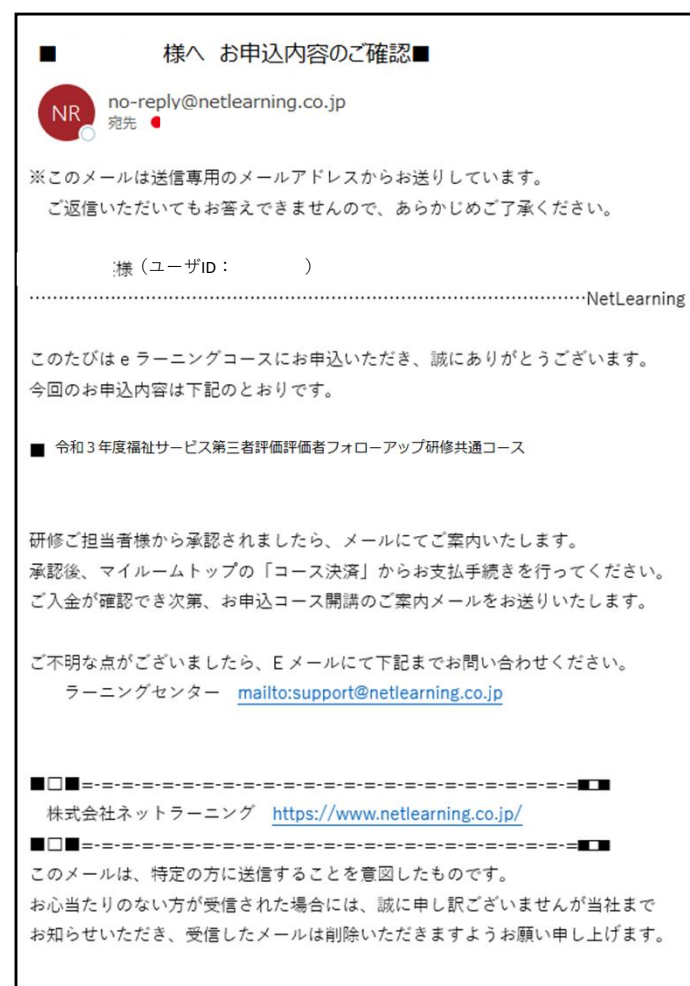 ■ 様へ お申込内容のご確認■
NR
no-reply@netlearning.co.jp
宛先
※このメールは送信専用のメールアドレスからお送りしています。
ご返信いただいてもお答えできませんので、あらかじめご了承ください。
様（ユーザID： ）
…………………………………………………………………………………………NetLearning
このたびは e ラーニングコースにお申込いただき、誠にありがとうございます。
今回のお申込内容は下記のとおりです。
■ 令和３年度福祉サービス第三者評価評価者フォローアップ研修共通コース
研修ご担当者様から承認されましたら、メールにてご案内いたします。
承認後、マイルームトップの「コース決済」からお支払手続きを行ってください。
ご入金が確認でき次第、お申込コース開講のご案内メールをお送りいたします。
ご不明な点がございましたら、E メールにて下記までお問い合わせください。
ラーニングセンター mailto:support@netlearning.co.jp
■□■=-=-=-=-=-=-=-=-=-=-=-=-=-=-=-=-=-=-=-=-=-=-=-=-=■□■
株式会社ネットラーニング https://www.netlearning.co.jp/
■□■=-=-=-=-=-=-=-=-=-=-=-=-=-=-=-=-=-=-=-=-=-=-=-=-=■□■
このメールは、特定の方に送信することを意図したものです。
お心当たりのない方が受信された場合には、誠に申し訳ございませんが当社まで
お知らせいただき、受信したメールは削除いただきますようお願い申し上げます。